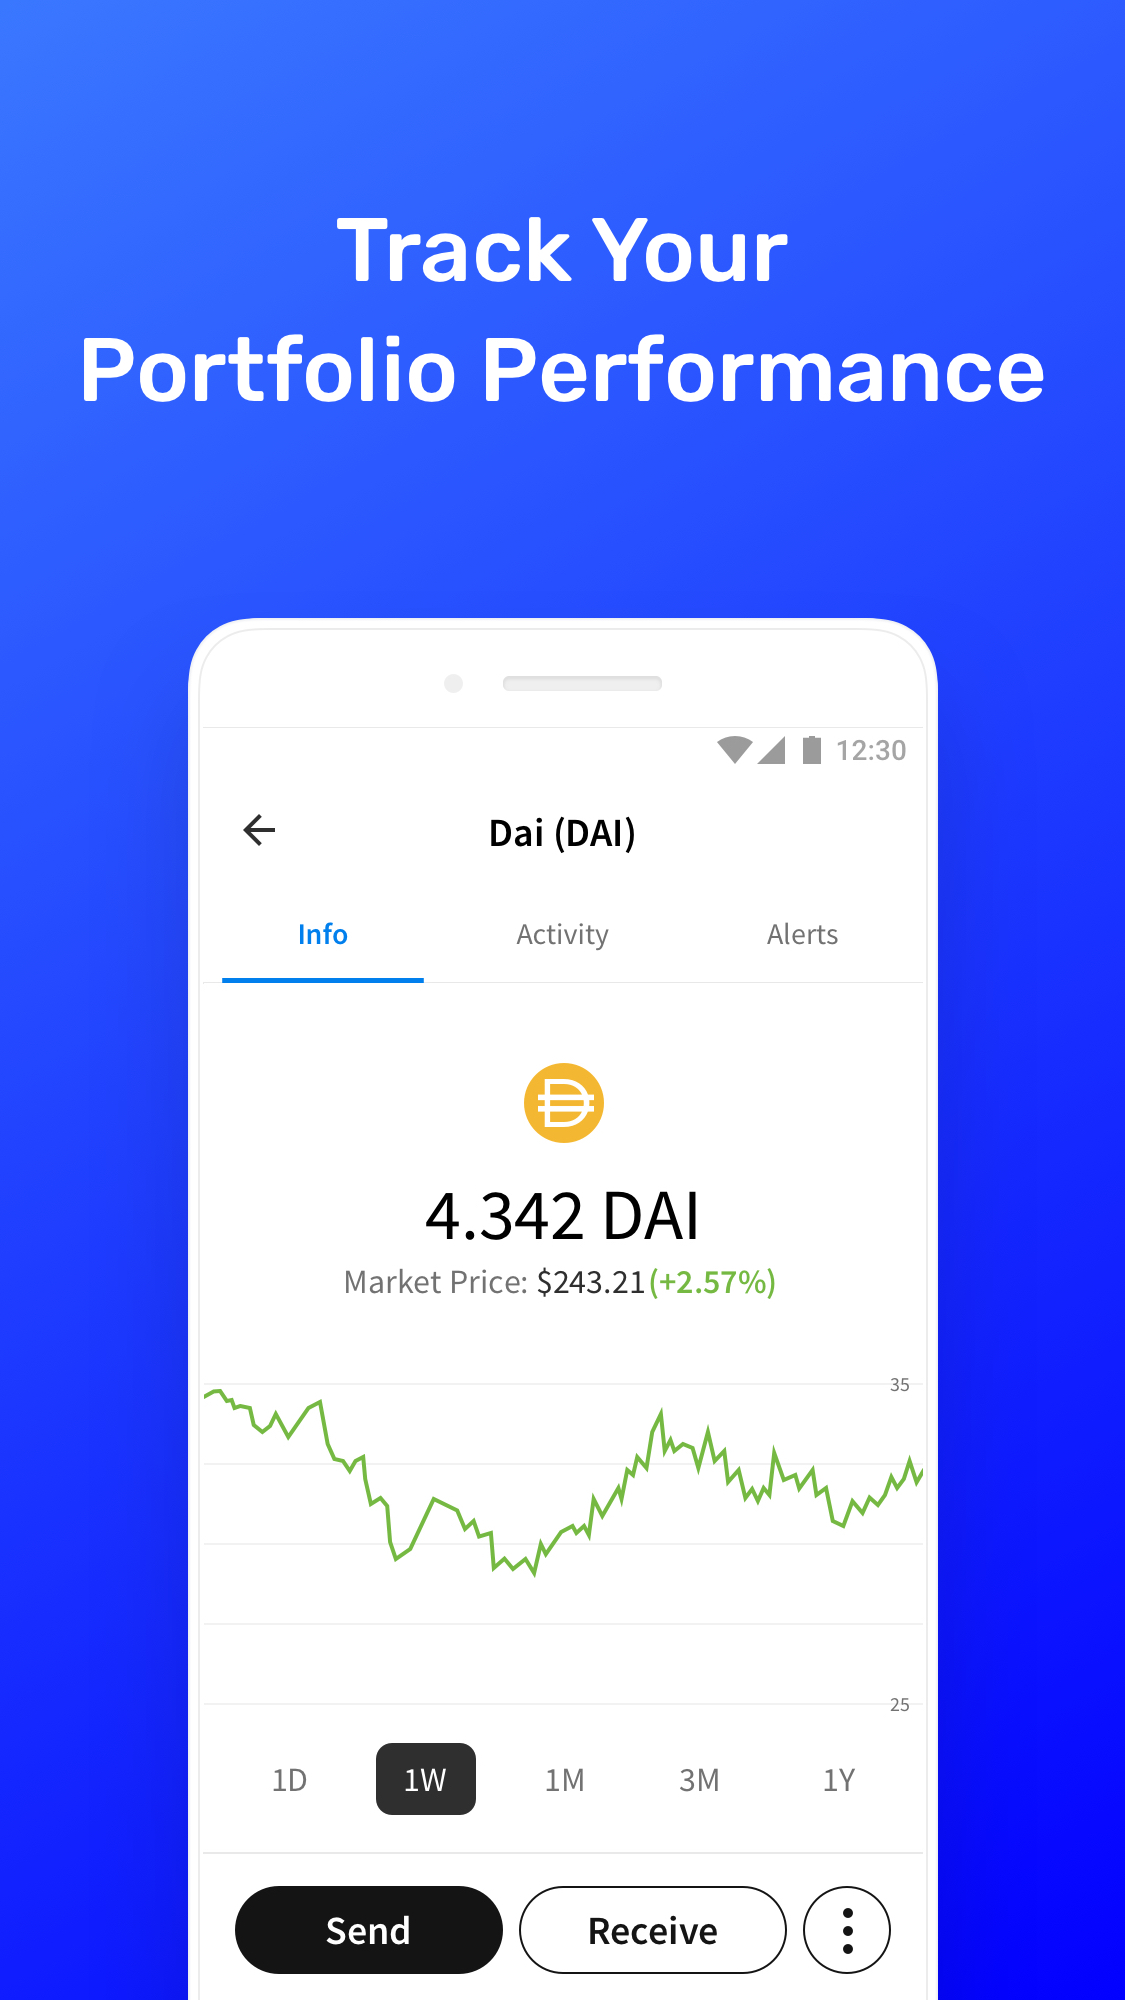 Track Your
Portfolio Performance
12:30
Dai (DAI)
Info Activity Alerts
4.342 DAI
Market Price: $243.21 (+2.57%)
35
25
1D 1W 1M 3M 1Y
Send Receive